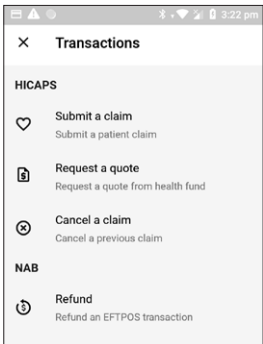 3:22 pm
Transactions
HICAPS
Submit a claim
Submit a patient claim
Request a quote
Request a quote from health fund
Cancel a claim
Cancel a previous claim
NAB
Refund
Refund an EFTPOS transaction